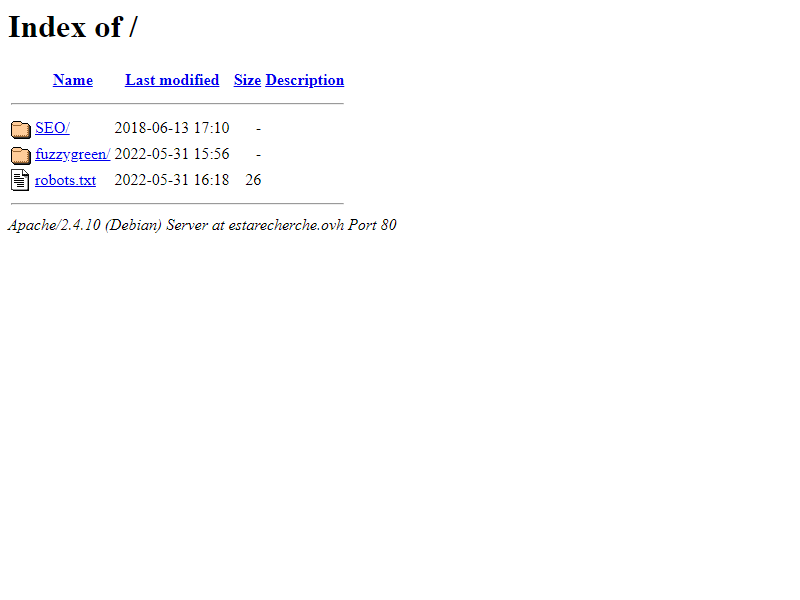 Index of /
Name Last modified Size Description
SEO/ 2018-06-13 17:10 -
fuzzygreen/ 2022-05-31 15:56 -
robots.txt 2022-05-31 16:18 26
Apache/2.4.10 (Debian) Server at estarecherche.ovh Port 80